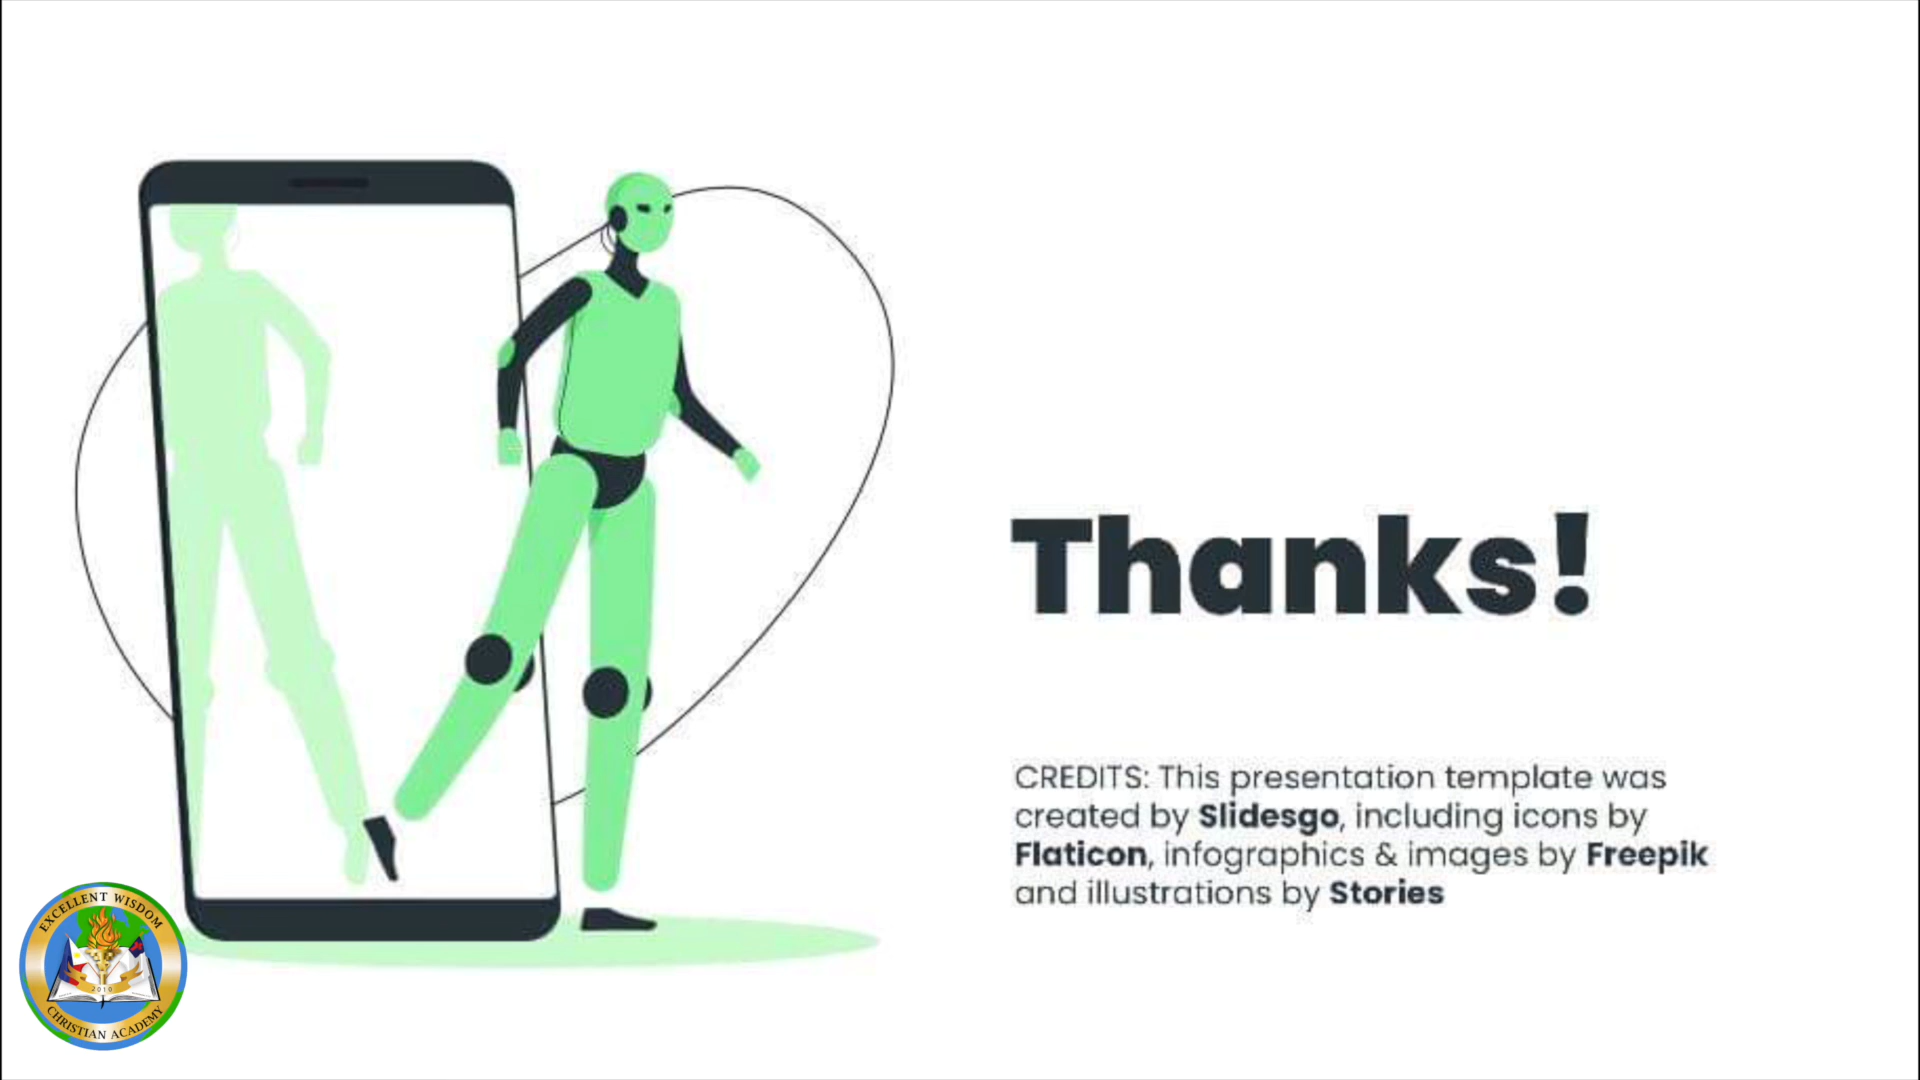 Thanks!
CREDITS: This presentation template was
created by Slidesgo, including icons by
Flaticon, infographics & images by Freepik
and illustrations by Stories
EXCELLENT WISDOM
2010
CHRISTIAN ACADEMY